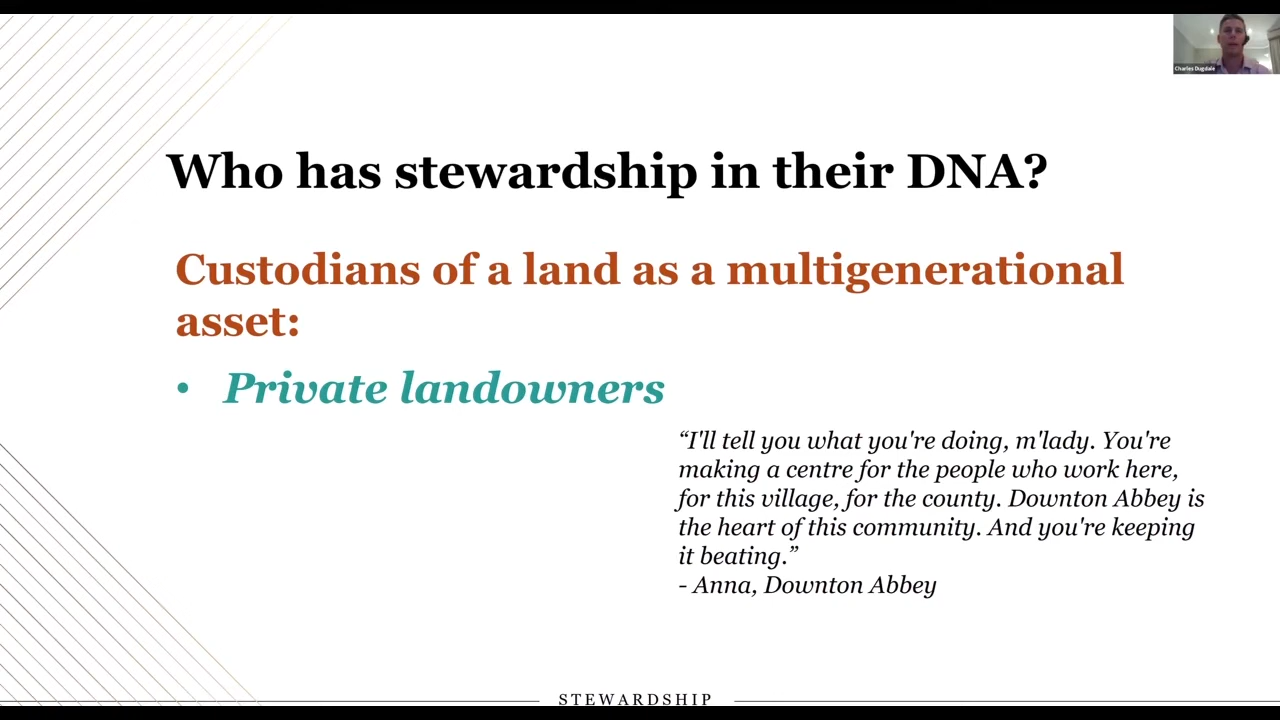 Charles Dugdale
Who has stewardship in their DNA?
Custodians of a land as a multigenerational
asset:
• Private landowners
“I'll tell you what you're doing, m'lady. You're
making a centre for the people who work here,
for this village, for the county. Downton Abbey is
the heart of this community. And you're keeping
it beating.”
- Anna, Downton Abbey
STEWARDSHIP